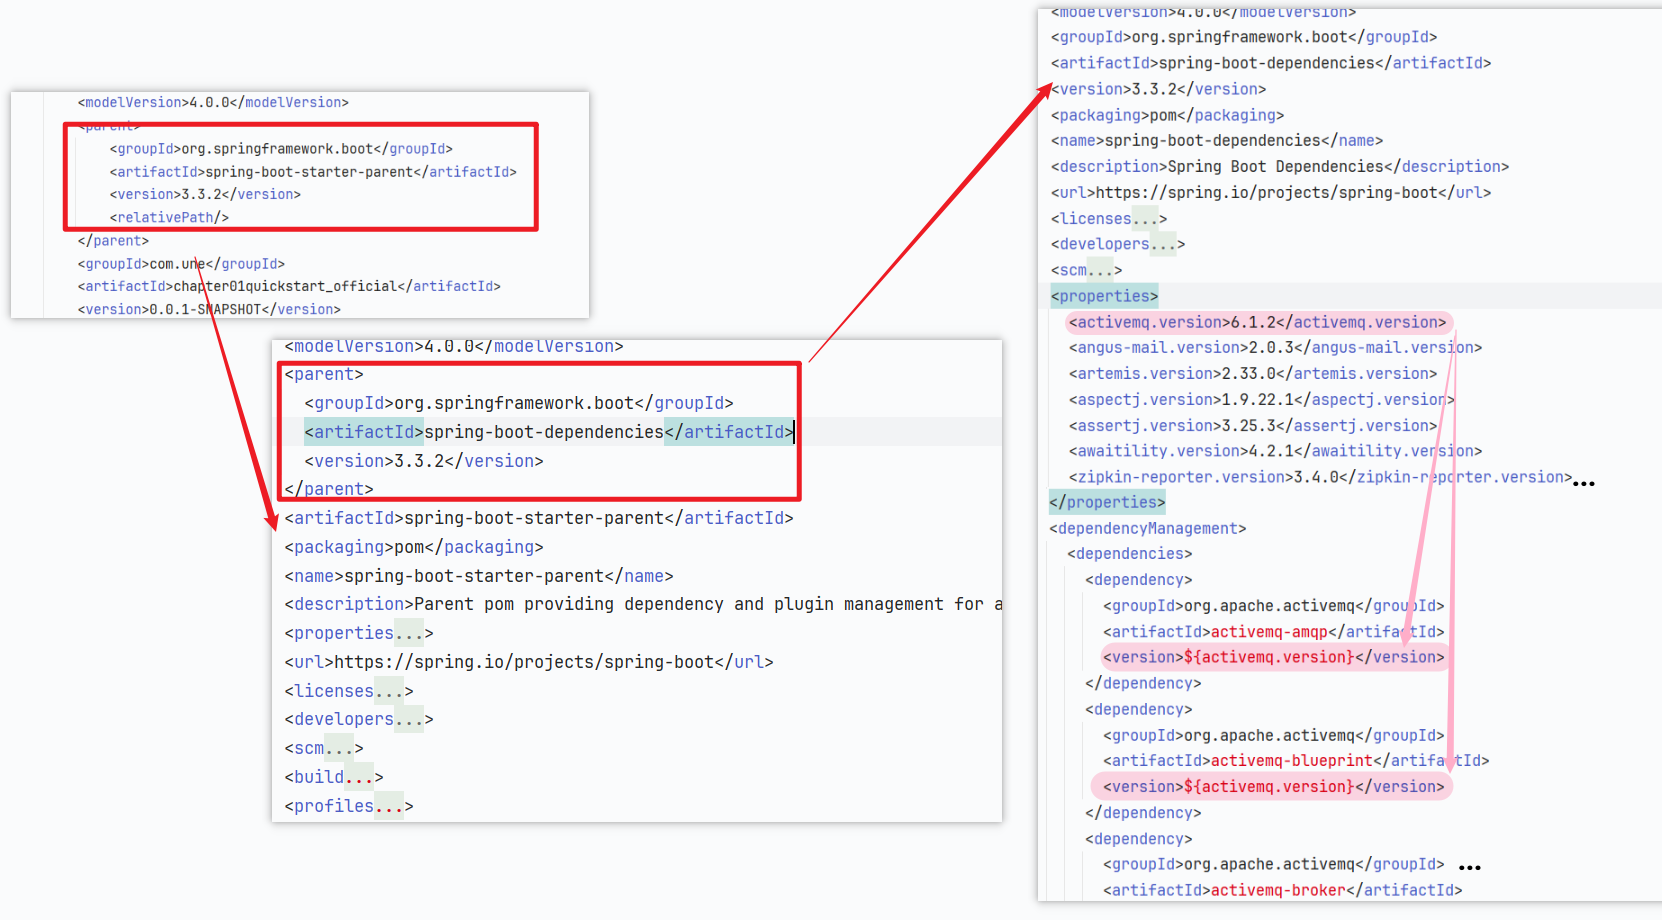 <modelVersion>4.0.0</modelVersion>
<parent>
<groupId>org.springframework.boot</groupId>
<artifactId>spring-boot-starter-parent</artifactId>
<version>3.3.2</version>
<relativePath/>
</parent>
<groupId>com.une</groupId>
<artifactId>chapter01quickstart_official</artifactId>
<version>0.0.1-SNAPSHOT</version>
<modelVersion>4.0.0</modelVersion>
<parent>
<groupId>org.springframework.boot</groupId>
<artifactId>spring-boot-dependencies</artifactId>
<version>3.3.2</version>
</parent>
<artifactId>spring-boot-starter-parent</artifactId>
<packaging>pom</packaging>
<name>spring-boot-starter-parent</name>
<description>Parent pom providing dependency and plugin management for a
<properties...>
<url>https://spring.io/projects/spring-boot</url>
<licenses...>
<developers...>
<scm...>
<build...>
<profiles...>
<modelVersion>4.0.0</modelVersion>
<groupId>org.springframework.boot</groupId>
<artifactId>spring-boot-dependencies</artifactId>
<version>3.3.2</version>
<packaging>pom</packaging>
<name>spring-boot-dependencies</name>
<description>Spring Boot Dependencies</description>
<url>https://spring.io/projects/spring-boot</url>
<licenses...>
<developers...>
<scm...>
<properties>
<activemq.version>6.1.2</activemq.version>
<angus-mail.version>2.0.3</angus-mail.version>
<artemis.version>2.33.0</artemis.version>
<aspectj.version>1.9.22.1</aspectj.version>
<assertj.version>3.25.3</assertj.version>
<awaitility.version>4.2.1</awaitility.version>
<zipkin-reporter.version>3.4.0</zipkin-reporter.version>...
</properties>
<dependencyManagement>
<dependencies>
<dependency>
<groupId>org.apache.activemq</groupId>
<artifactId>activemq-amqp</artifactId>
<version>${activemq.version}</version>
</dependency>
<dependency>
<groupId>org.apache.activemq</groupId>
<artifactId>activemq-blueprint</artifactId>
<version>${activemq.version}</version>
</dependency>
<dependency>
<groupId>org.apache.activemq</groupId> ...
<artifactId>activemq-broker</artifactId>